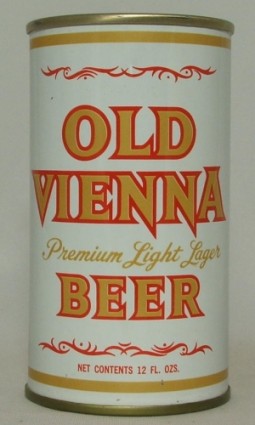 OLD
VIENNA
Premium Light Lager
BEER
NET CONTENTS 12 FL. OZS.